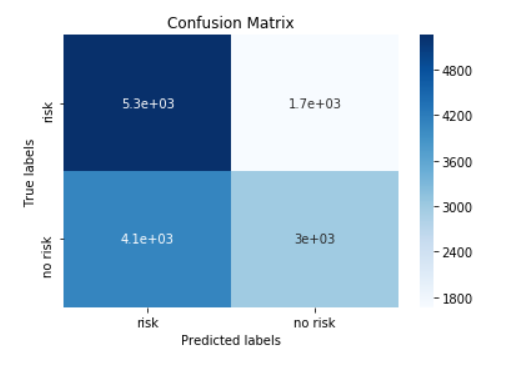 Confusion Matrix
risk
5.3e+03
1.7e+03
True labels
no risk
4.1e+03
3e+03
risk
no risk
Predicted labels
4800
4200
3600
3000
2400
1800